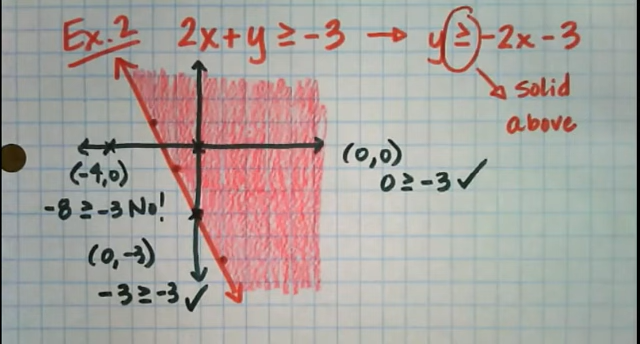 Ex. 2 2x+y ≥ -3 → y ≥ -2x - 3
solid
above
(0,0)
0 ≥ -3 ✓
(-4,0)
-8 ≥ -3 No!
(0,-3)
-3 ≥ -3 ✓